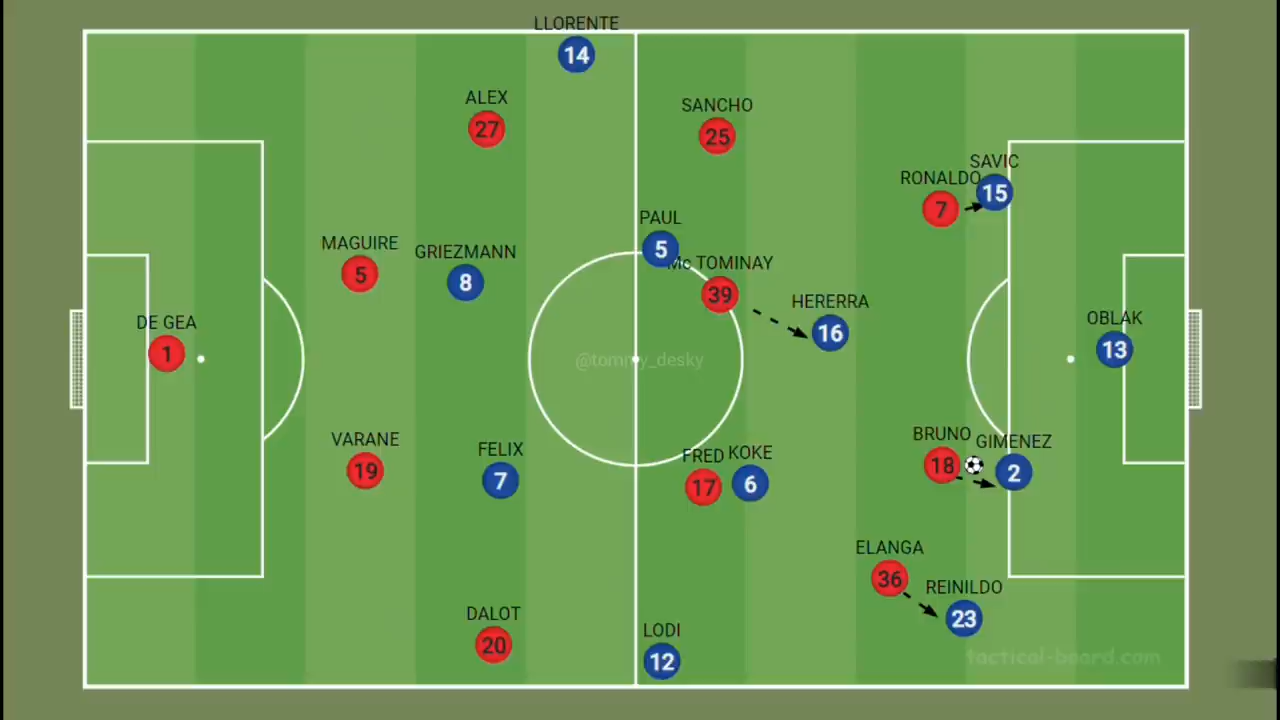 LLORENTE
14
ALEX
27
SANCHO
25
SAVIC
15
RONALDO
7
PAUL
5
MAGUIRE
5
GRIEZMANN
8
Mc TOMINAY
39
HERERRA
16
DE GEA
1
OBLAK
13
@tommy_desky
VARANE
19
FELIX
7
FRED
17
KOKE
6
BRUNO
18
GIMENEZ
2
ELANGA
36
REINILDO
23
DALOT
20
LODI
12
tactical-board.com